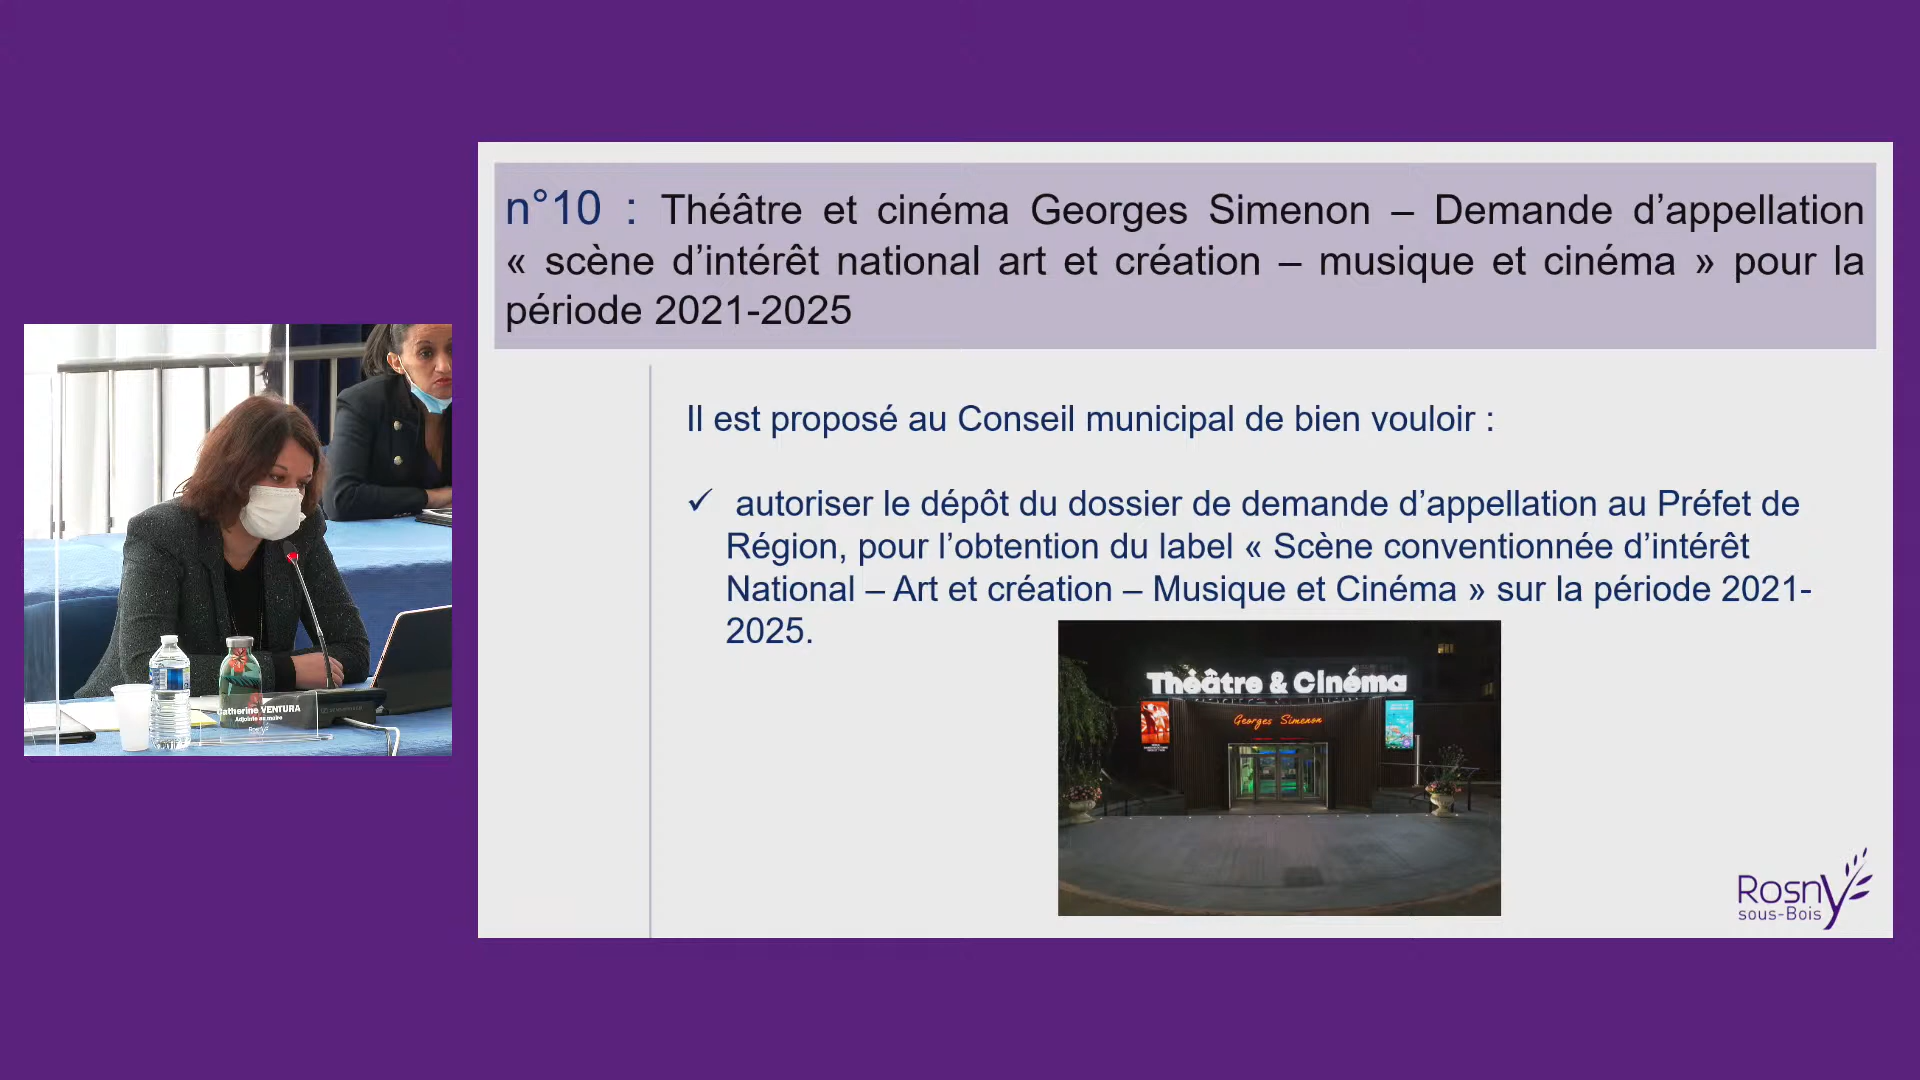 n°10 : Théâtre et cinéma Georges Simenon – Demande d’appellation
« scène d’intérêt national art et création – musique et cinéma » pour la
période 2021-2025
Il est proposé au Conseil municipal de bien vouloir :
✓ autoriser le dépôt du dossier de demande d’appellation au Préfet de
Région, pour l’obtention du label « Scène conventionnée d’intérêt
National – Art et création – Musique et Cinéma » sur la période 2021-
2025.
Théâtre & Cinéma
Georges Simenon
Catherine VENTURA
Adjointe au maire
Rosny
sous-Bois